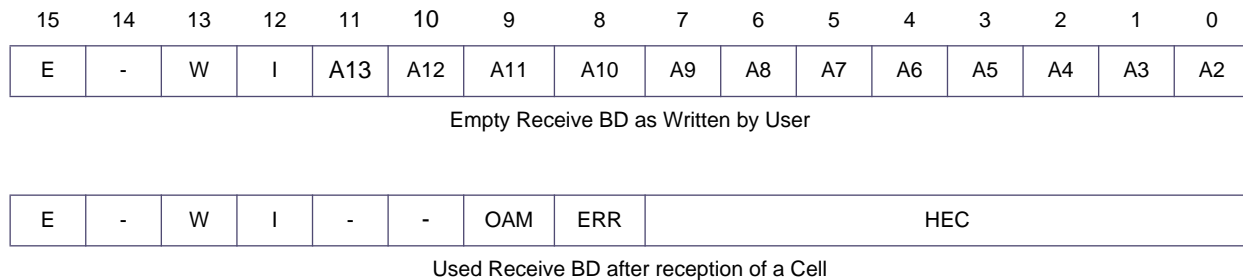 15 14 13 12 11 10 9 8 7 6 5 4 3 2 1 0
E - W I A13 A12 A11 A10 A9 A8 A7 A6 A5 A4 A3 A2
Empty Receive BD as Written by User
E - W I - - OAM ERR HEC
Used Receive BD after reception of a Cell